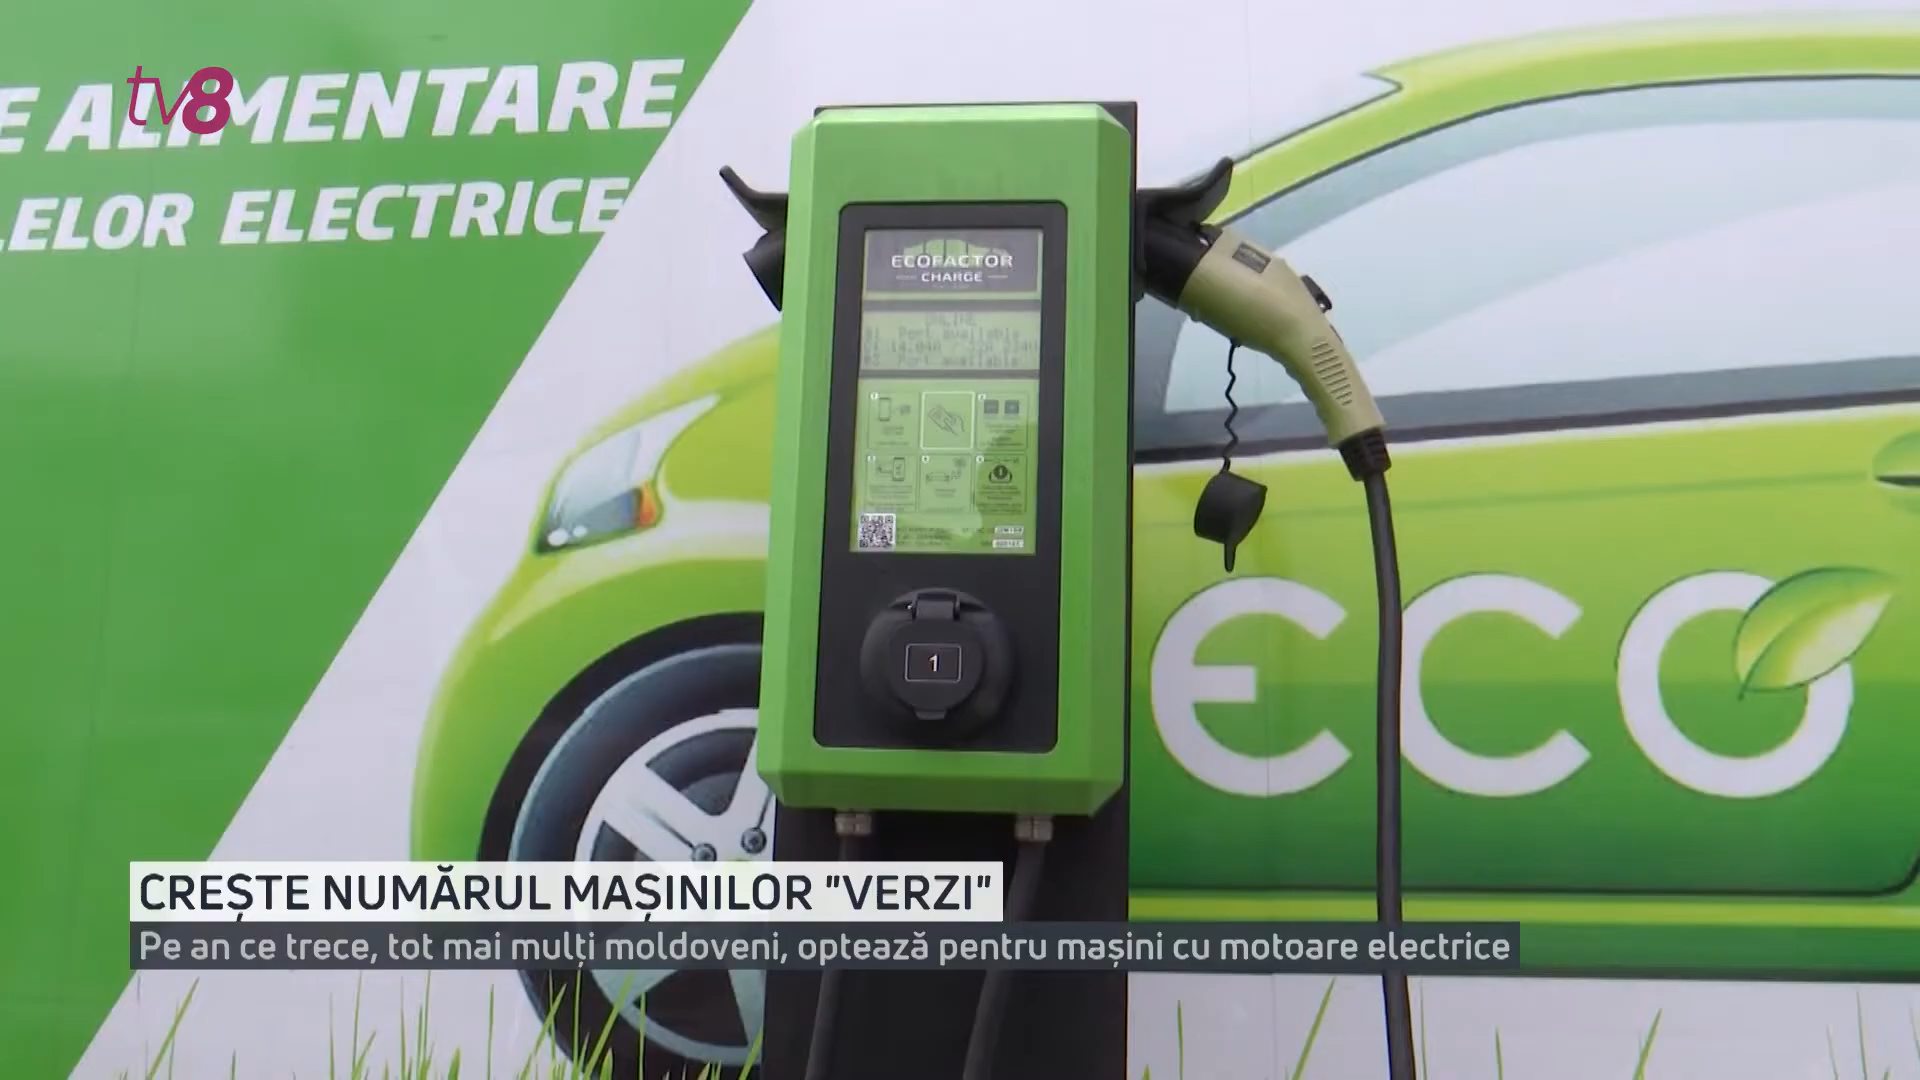 E ALIMENTARE
LELOR ELECTRICE
tv8
ECOFACTOR
CHARGE
ONLINE
Port available
Port available
1
ECO
CREȘTE NUMĂRUL MAȘINILOR "VERZI"
Pe an ce trece, tot mai mulți moldoveni, optează pentru mașini cu motoare electrice